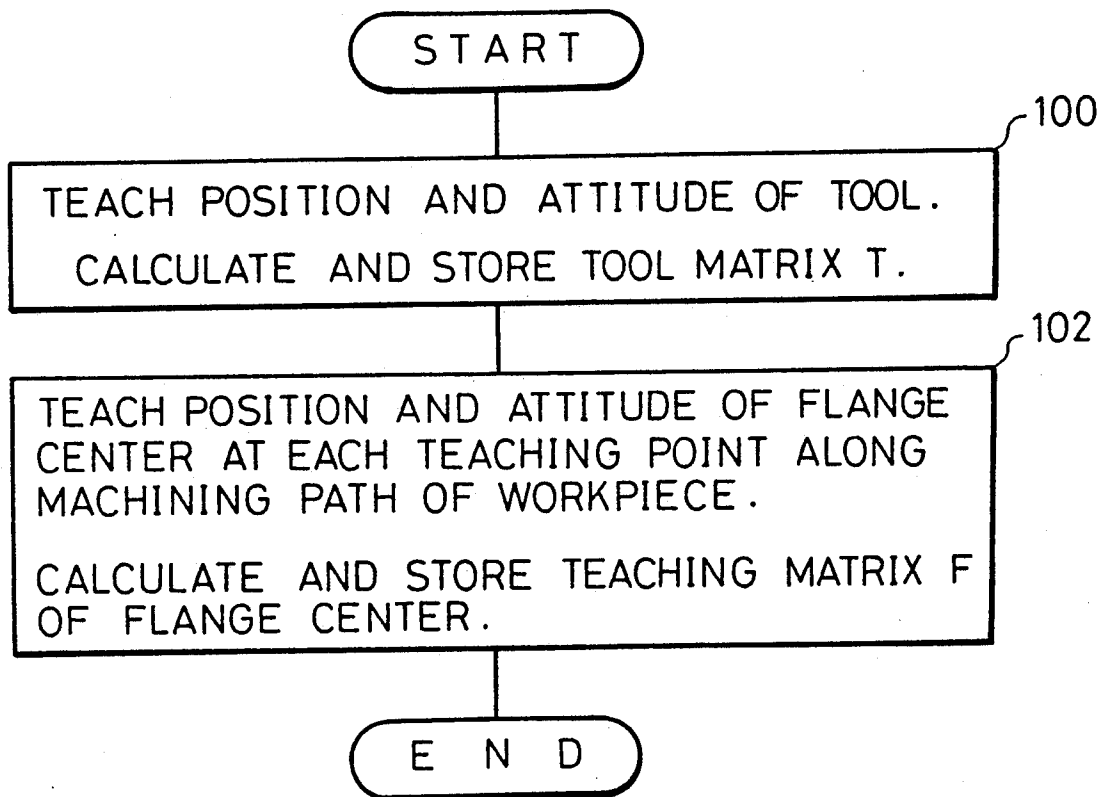 START
100
TEACH POSITION AND ATTITUDE OF TOOL.
CALCULATE AND STORE TOOL MATRIX T.
102
TEACH POSITION AND ATTITUDE OF FLANGE
CENTER AT EACH TEACHING POINT ALONG
MACHINING PATH OF WORKPIECE.
CALCULATE AND STORE TEACHING MATRIX F
OF FLANGE CENTER.
END